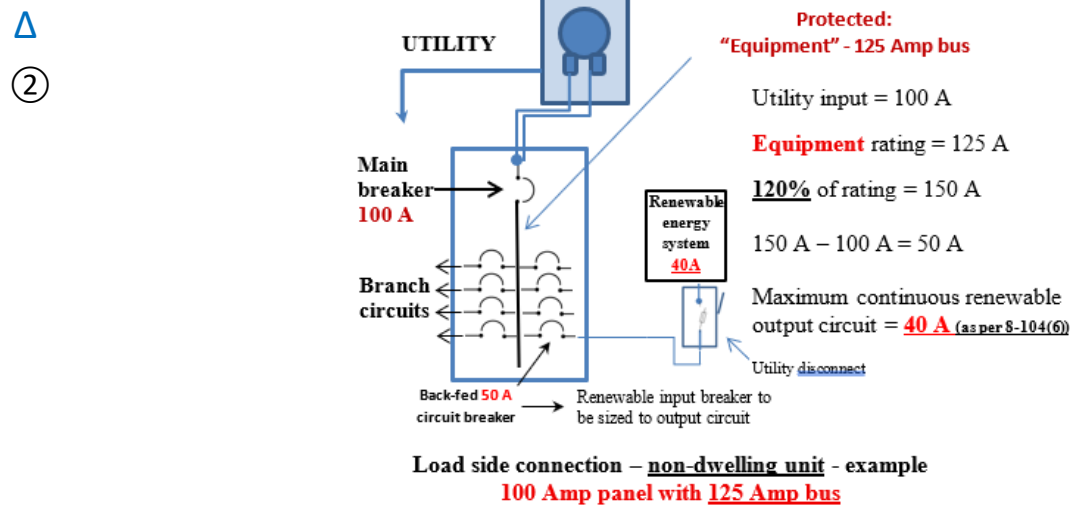 Δ
②
UTILITY
Protected:
“Equipment” - 125 Amp bus
Utility input = 100 A
Equipment rating = 125 A
120% of rating = 150 A
150 A – 100 A = 50 A
Maximum continuous renewable
output circuit = 40 A (as per 8-104(6))
Main
breaker
100 A
Renewable
energy
system
40A
Branch
circuits
Utility disconnect
Back-fed 50 A
circuit breaker
Renewable input breaker to
be sized to output circuit
Load side connection – non-dwelling unit - example
100 Amp panel with 125 Amp bus